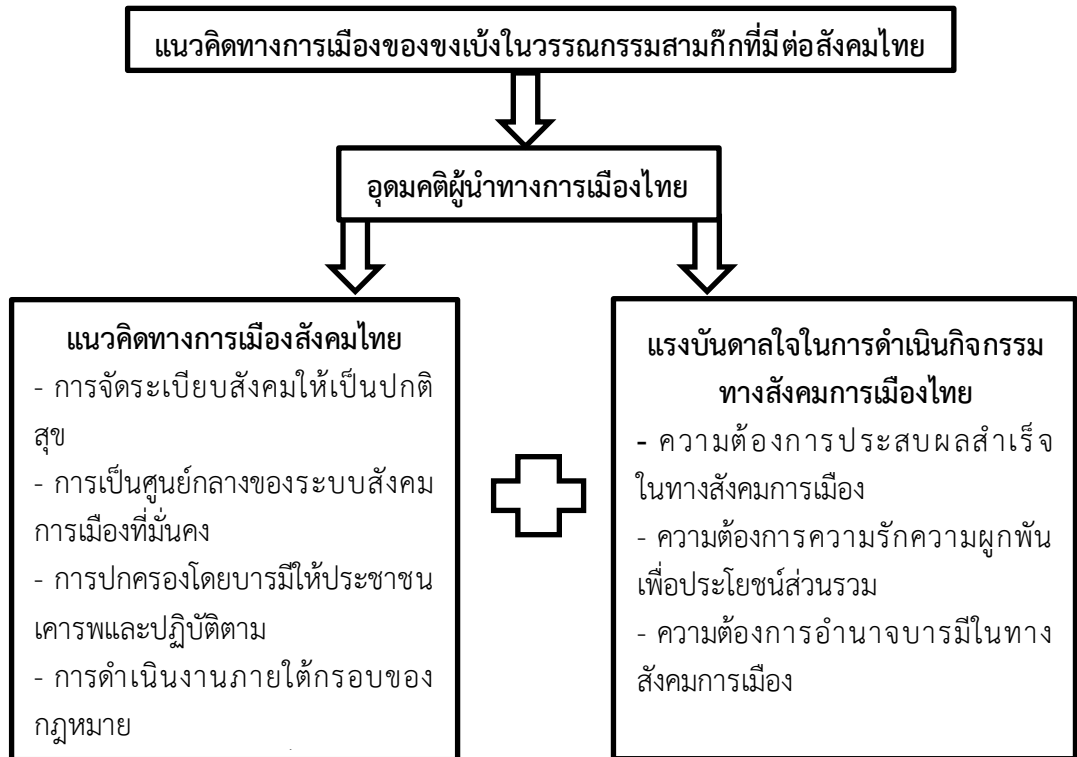 แนวคิดทางการเมืองของขงเบ้งในวรรณกรรมสามก๊กที่มีต่อสังคมไทย
อุดมคติผู้นำทางการเมืองไทย
แนวคิดทางการเมืองสังคมไทย
- การจัดระเบียบสังคมให้เป็นปกติ
สุข
- การเป็นศูนย์กลางของระบบสังคม
การเมืองที่มั่นคง
- การปกครองโดยบารมีให้ประชาชน
เคารพและปฏิบัติตาม
- การดำเนินงานภายใต้กรอบของ
กฎหมาย
แรงบันดาลใจในการดำเนินกิจกรรม
ทางสังคมการเมืองไทย
- ความต้องการประสบผลสำเร็จ
ในทางสังคมการเมือง
- ความต้องการความรักความผูกพัน
เพื่อประโยชน์ส่วนรวม
- ความต้องการอำนาจบารมีในทาง
สังคมการเมือง